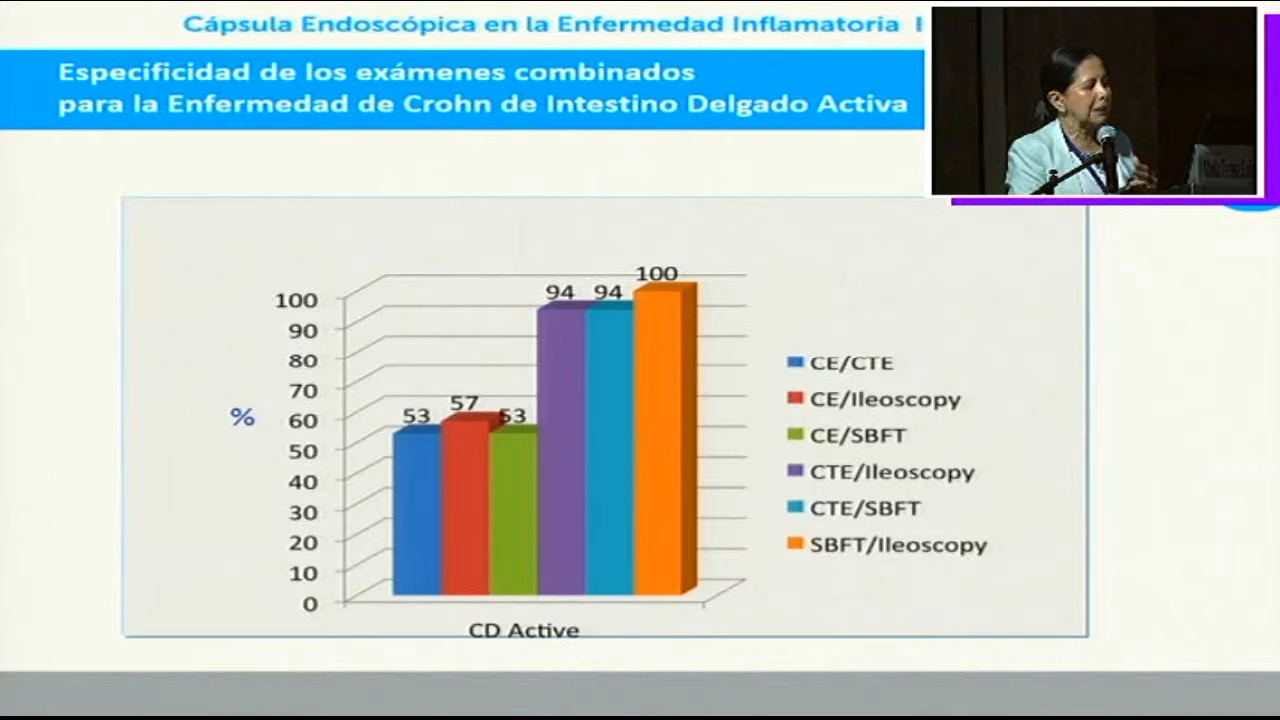 Cápsula Endoscópica en la Enfermedad Inflamatoria I
Especificidad de los exámenes combinados
para la Enfermedad de Crohn de Intestino Delgado Activa
%
100
90
80
70
60
50
40
30
20
10
0
53
57
53
94
94
100
CD Active
CE/CTE
CE/Ileoscopy
CE/SBFT
CTE/Ileoscopy
CTE/SBFT
SBFT/Ileoscopy